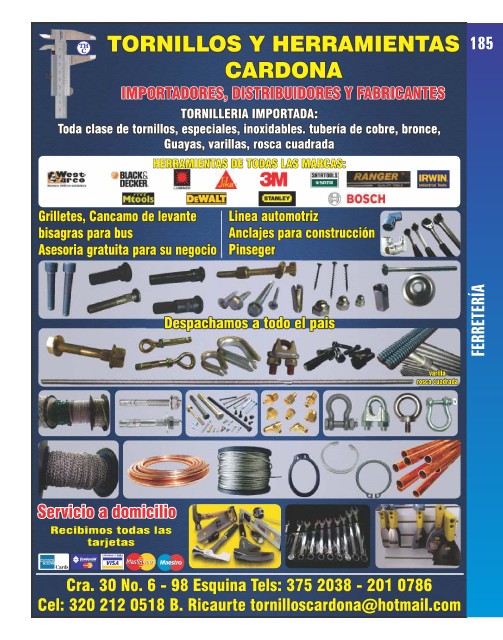 185
TORNILLOS Y HERRAMIENTAS
CARDONA
IMPORTADORES, DISTRIBUIDORES Y FABRICANTES
TORNILLERIA IMPORTADA:
Toda clase de tornillos, especiales, inoxidables. tubería de cobre, bronce,
Guayas, varillas, rosca cuadrada
HERRAMIENTAS DE TODAS LAS MARCAS:
West
arco
BLACK&
DECKER
3M
RANGER
IRWIN
Mtools
DEWALT
STANLEY
BOSCH
Grilletes, Cancamo de levante
bisagras para bus
Asesoria gratuita para su negocio
Linea automotriz
Anclajes para construcción
Pinseger
Despachamos a todo el país
varilla
rosca cuadrada
FERRETERÍA
Servicio a domicilio
Recibimos todas las
tarjetas
VISA
MasterCard
Maestro
Cra. 30 No. 6 - 98 Esquina Tels: 375 2038 - 201 0786
Cel: 320 212 0518 B. Ricaurte tornilloscardona@hotmail.com